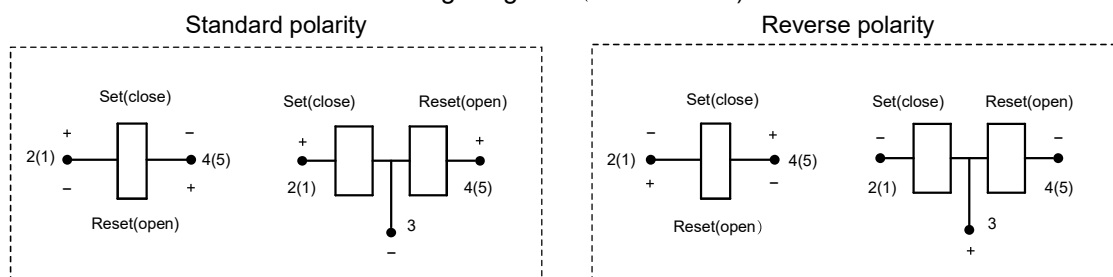 Standard polarity
Reverse polarity
Set(close)
+
−
2(1)
4(5)
−
+
Reset(open)
Set(close)
Reset(open)
+
+
2(1)
4(5)
3
−
Set(close)
−
+
2(1)
4(5)
+
−
Reset(open）
Set(close)
Reset(open)
−
−
2(1)
4(5)
3
+